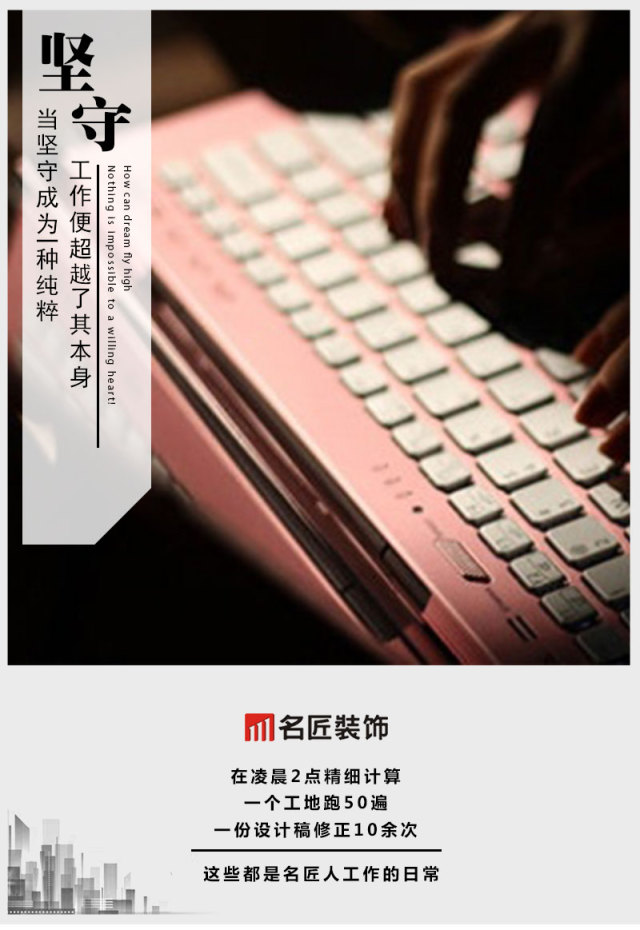 坚守
当坚守成为一种纯粹
工作便超越了其本身
How can dream fly high
Nothing is impossible to a willing heart!
名匠装饰
在凌晨2点精细计算
一个工地跑50遍
一份设计稿修正10余次
这些都是名匠人工作的日常